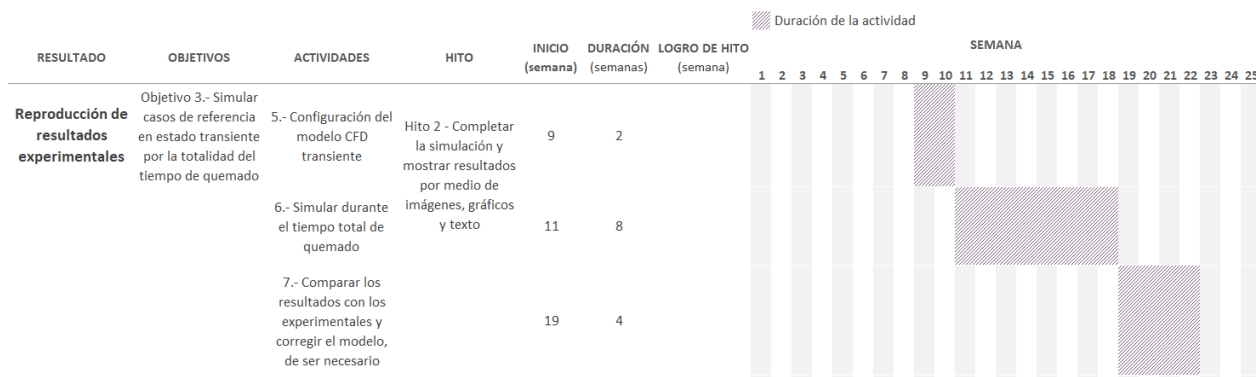 Duración de la actividad
RESULTADO OBJETIVOS ACTIVIDADES HITO INICIO (semana) DURACIÓN (semanas) LOGRO DE HITO (semana) SEMANA
1 2 3 4 5 6 7 8 9 10 11 12 13 14 15 16 17 18 19 20 21 22 23 24 25
Reproducción de
resultados
experimentales
Objetivo 3.- Simular
casos de referencia
en estado transiente
por la totalidad del
tiempo de quemado
5.- Configuración del
modelo CFD
transiente
Hito 2 - Completar
la simulación y
mostrar resultados
por medio de
imágenes, gráficos
y texto
9 2
6.- Simular durante
el tiempo total de
quemado
11 8
7.- Comparar los
resultados con los
experimentales y
corregir el modelo,
de ser necesario
19 4